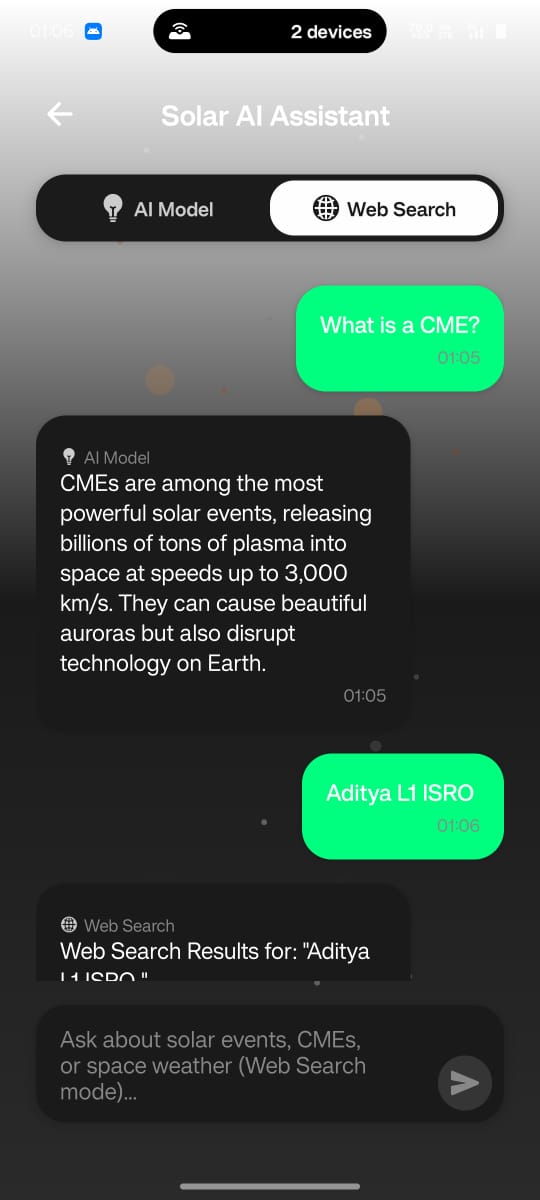 01:06
2 devices
Solar AI Assistant
AI Model
Web Search
What is a CME?
01:05
AI Model
CMEs are among the most
powerful solar events, releasing
billions of tons of plasma into
space at speeds up to 3,000
km/s. They can cause beautiful
auroras but also disrupt
technology on Earth.
01:05
Aditya L1 ISRO
01:06
Web Search
Web Search Results for: "Aditya
L1 ISRO "
Ask about solar events, CMEs,
or space weather (Web Search
mode)...